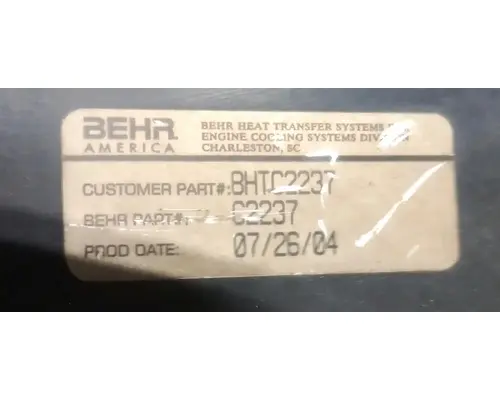 BEHR
AMERICA
BEHR HEAT TRANSFER SYSTEMS
ENGINE COOLING SYSTEMS DIVISION
CHARLESTON, SC
CUSTOMER PART#: BHTC2237
BEHR PART#: C2237
PROD DATE: 07/26/04